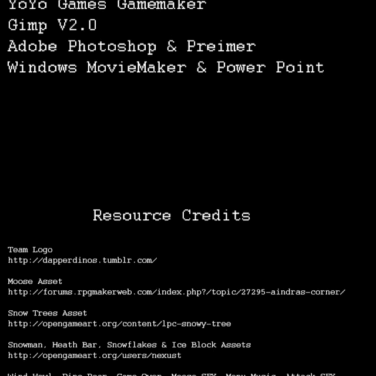 YoYo Games Gamemaker
Gimp V2.0
Adobe Photoshop & Preimer
Windows MovieMaker & Power Point
Resource Credits
Team Logo
http://dapperdinos.tumblr.com/
Moose Asset
http://forums.rpgmakerweb.com/index.php?/topic/27295-aindras-corner/
Snow Trees Asset
http://opengameart.org/content/lpc-snowy-tree
Snowman, Heath Bar, Snowflakes & Ice Block Assets
http://opengameart.org/users/nexust